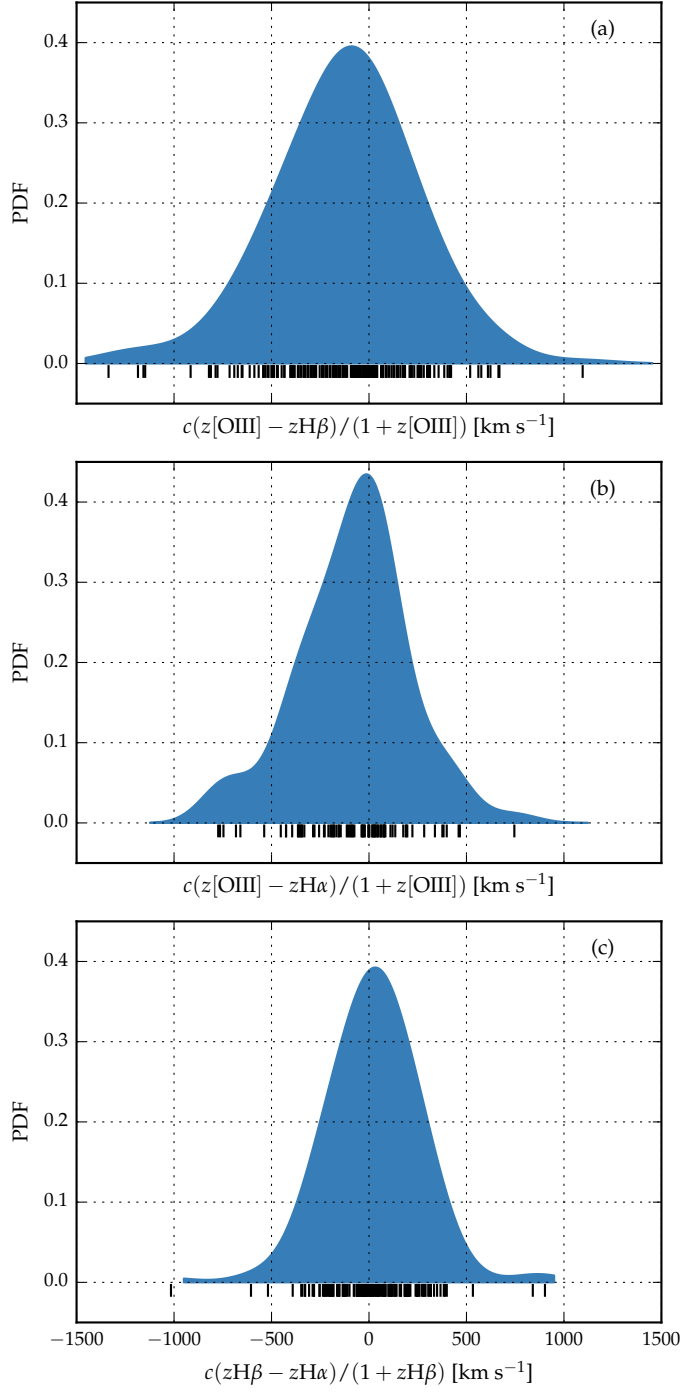 (a)
0.4
0.3
0.2
0.1
0.0
PDF
c(z[OIII] − zHβ)/(1 + z[OIII]) [km s⁻¹]
(b)
0.4
0.3
0.2
0.1
0.0
PDF
c(z[OIII] − zHα)/(1 + z[OIII]) [km s⁻¹]
(c)
0.4
0.3
0.2
0.1
0.0
PDF
−1500 −1000 −500 0 500 1000 1500
c(zHβ − zHα)/(1 + zHβ) [km s⁻¹]